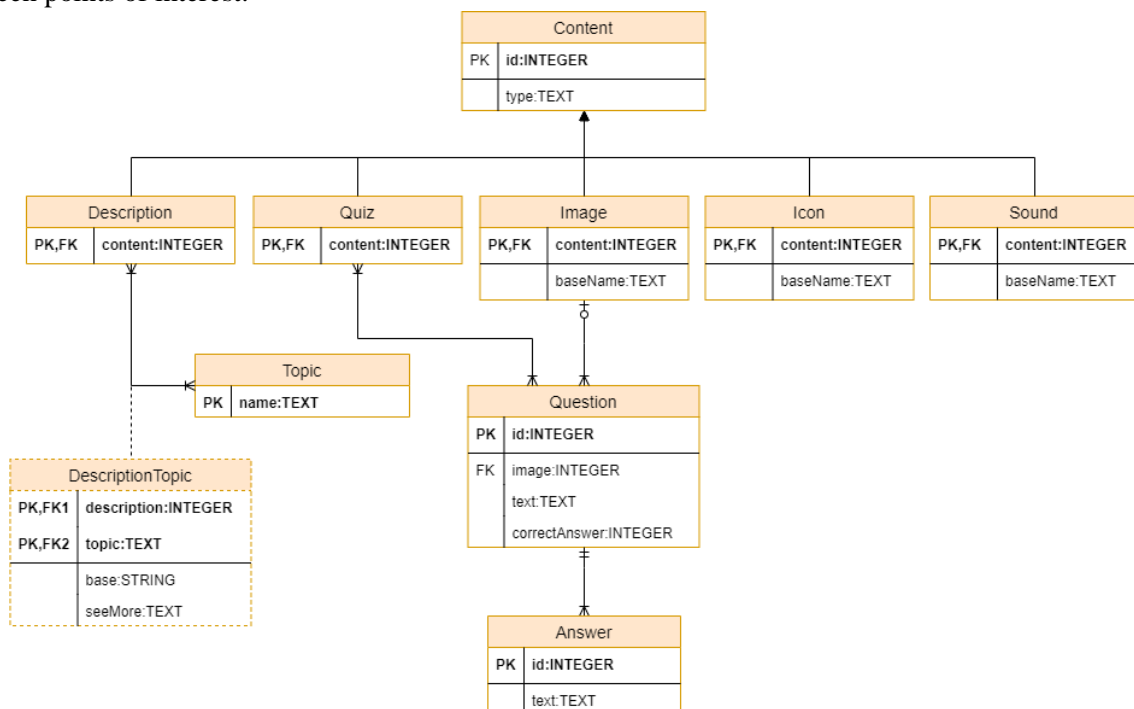 points of interest.
Content
PK id:INTEGER
type:TEXT
Description
PK,FK content:INTEGER
Quiz
PK,FK content:INTEGER
Image
PK,FK content:INTEGER
baseName:TEXT
Icon
PK,FK content:INTEGER
baseName:TEXT
Sound
PK,FK content:INTEGER
baseName:TEXT
Topic
PK name:TEXT
Question
PK id:INTEGER
FK image:INTEGER
text:TEXT
correctAnswer:INTEGER
DescriptionTopic
PK,FK1 description:INTEGER
PK,FK2 topic:TEXT
base:STRING
seeMore:TEXT
Answer
PK id:INTEGER
text:TEXT